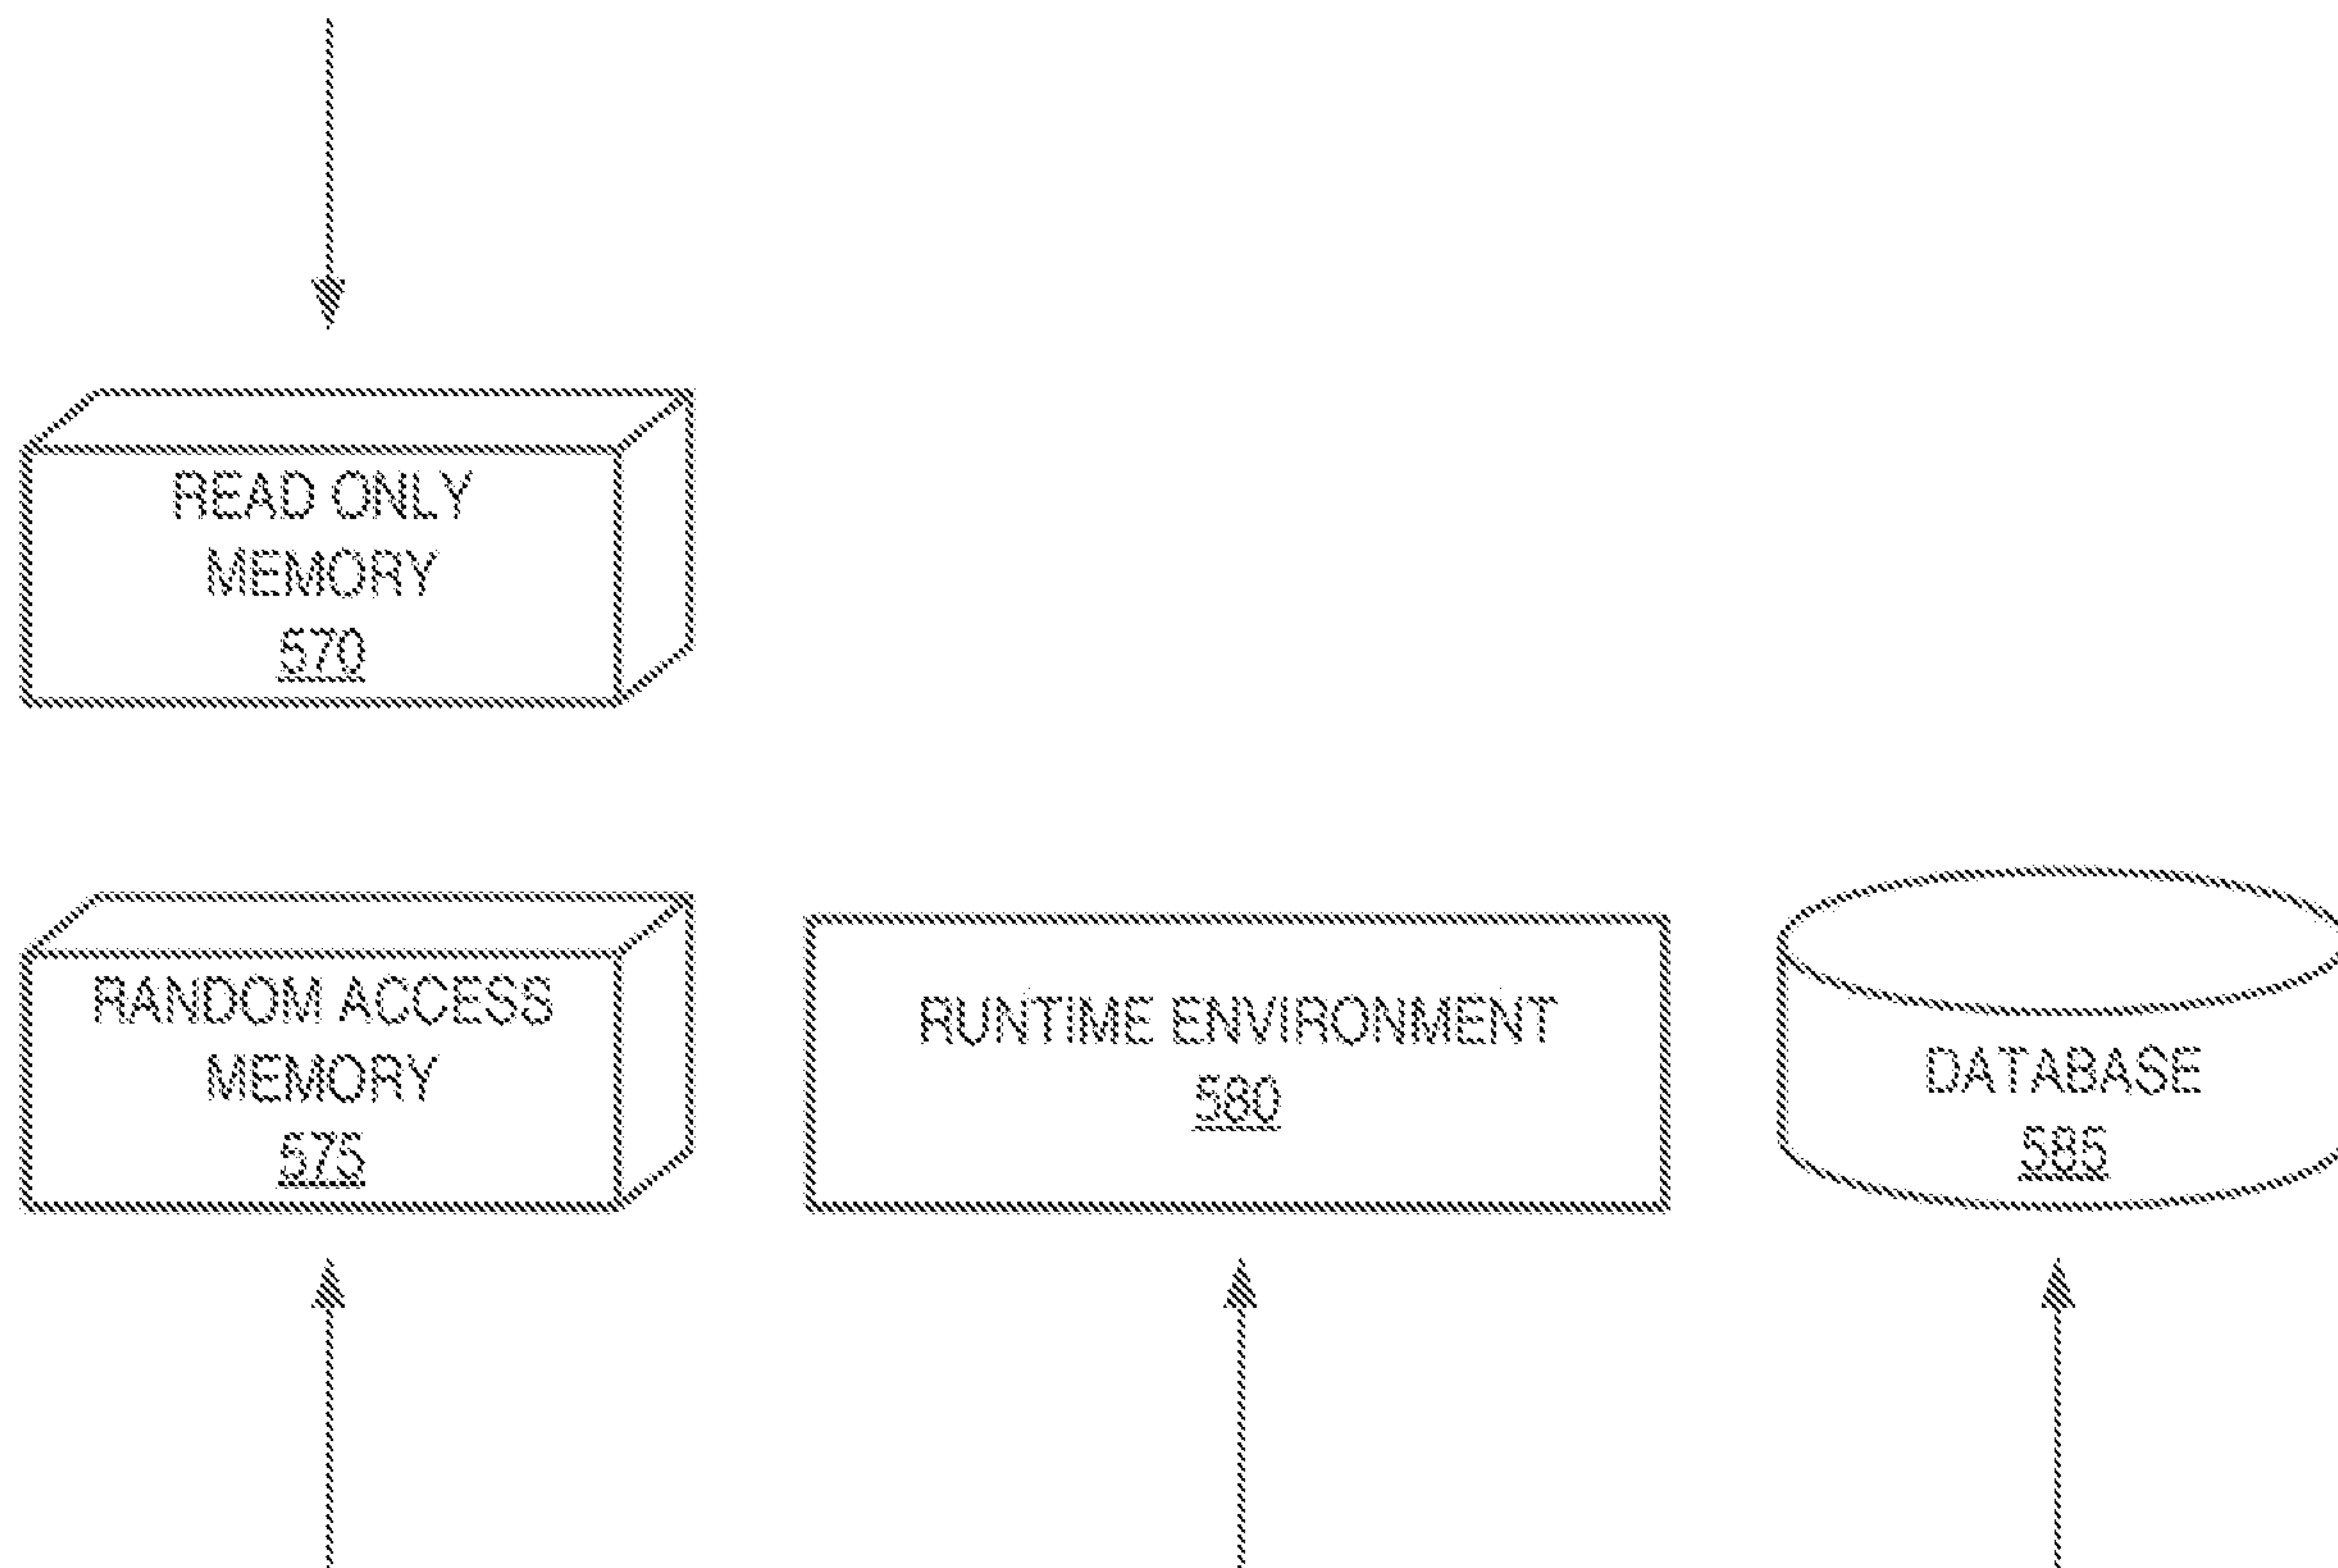 READ ONLY
MEMORY
570
RANDOM ACCESS
MEMORY
575
RUNTIME ENVIRONMENT
580
DATABASE
585